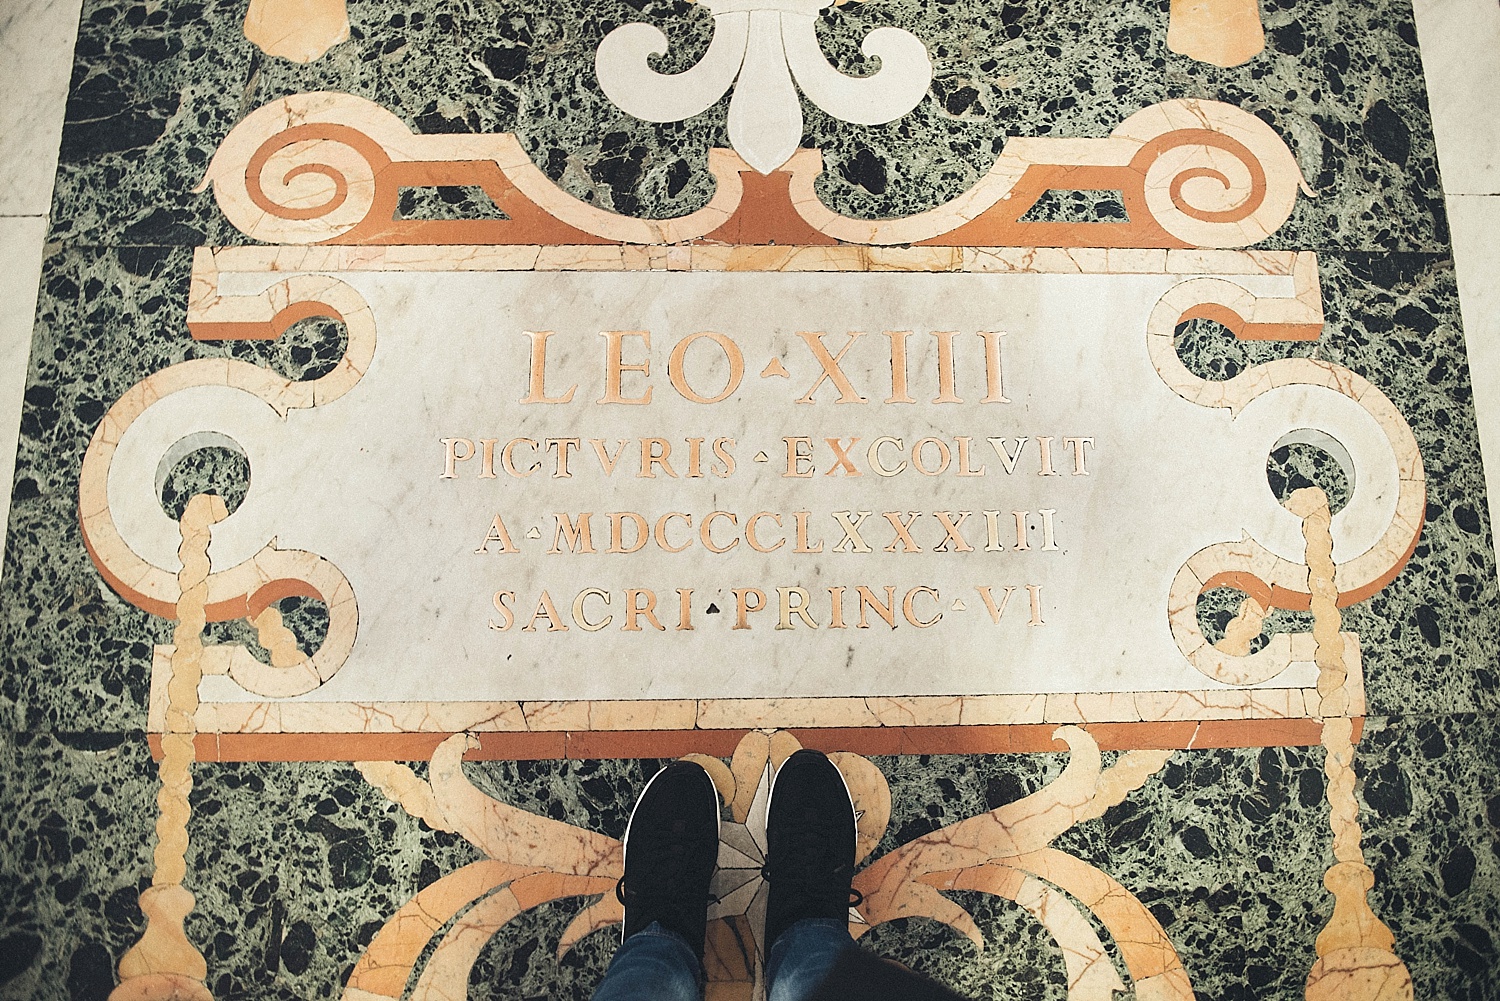 LEO ▴ XIII
PICTVRIS ▴ EXCOLVIT
A ▴ MDCCCLXXXIII
SACRI ▴ PRINC ▴ VI